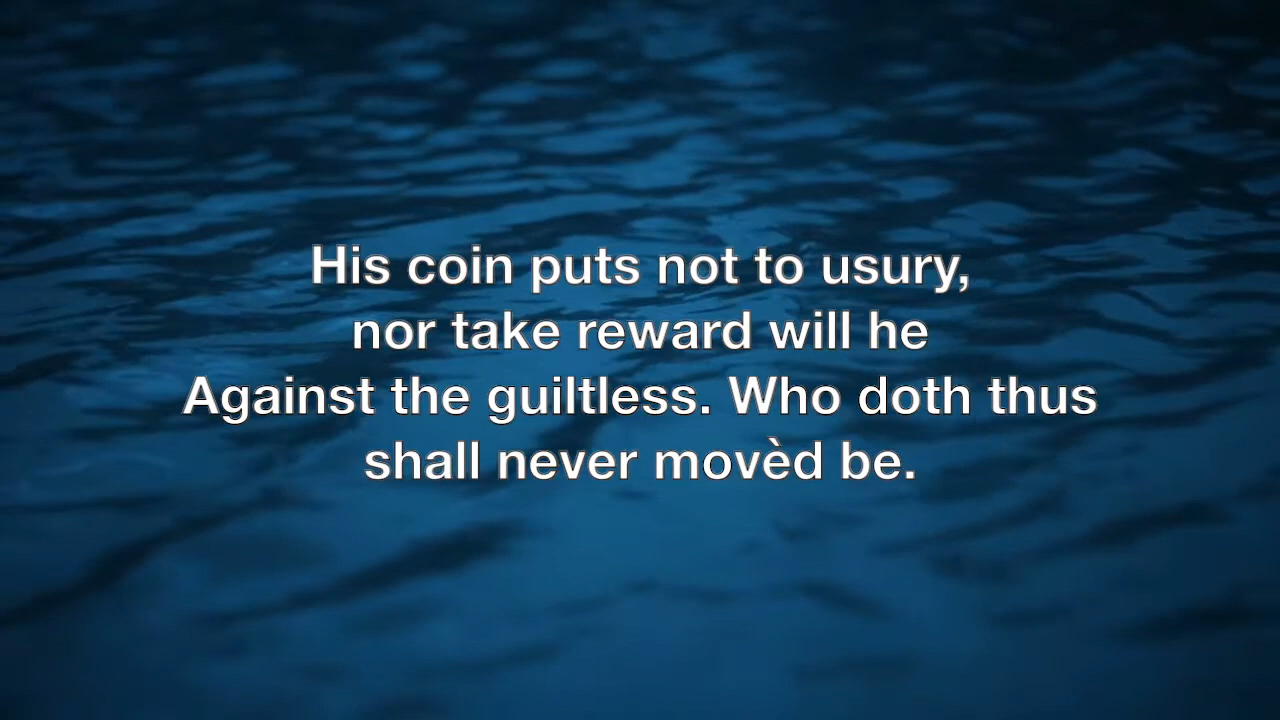 His coin puts not to usury,
nor take reward will he
Against the guiltless. Who doth thus
shall never movèd be.